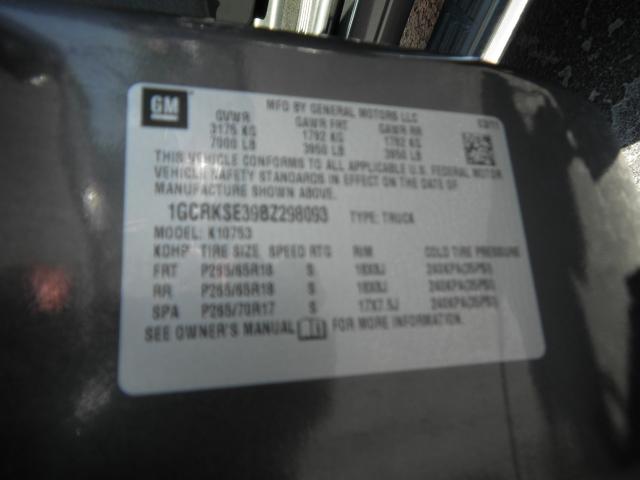 GM
MFD BY GENERAL MOTORS LLC
03/11
GVWR GAWR FRT GAWR RR
3175 KG 1792 KG 1792 KG
7000 LB 3950 LB 3950 LB
THIS VEHICLE CONFORMS TO ALL APPLICABLE U.S. FEDERAL MOTOR
VEHICLE SAFETY STANDARDS IN EFFECT ON THE DATE OF
MANUFACTURE SHOWN ABOVE.
1GCRKSE39BZ298093 TYPE: TRUCK
MODEL: K10753
TIRE SIZE SPEED RTG RIM COLD TIRE PRESSURE
FRT P265/65R18 S 18X8J 240KPA(35PSI)
RR P265/65R18 S 18X8J 240KPA(35PSI)
SPA P265/70R17 S 17X7.5J 240KPA(35PSI)
SEE OWNER'S MANUAL FOR MORE INFORMATION.